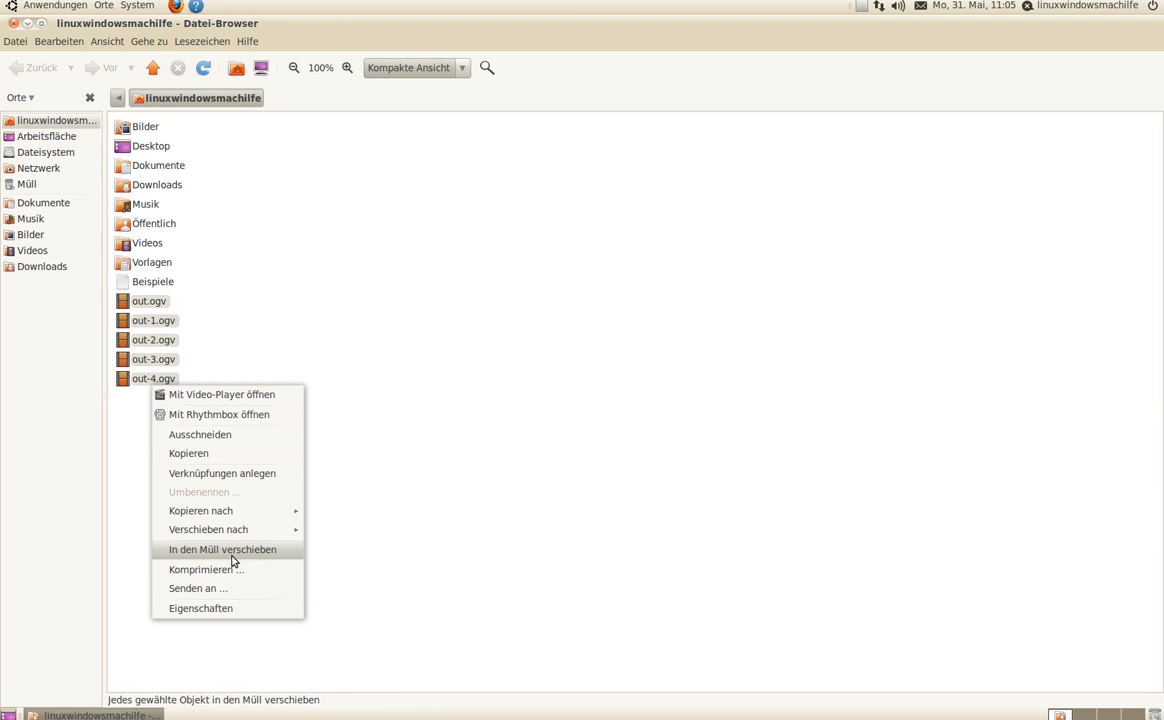 Anwendungen Orte System Mo, 31. Mai, 11:05 linuxwindowsmachilfe
linuxwindowsmachilfe - Datei-Browser
Datei Bearbeiten Ansicht Gehe zu Lesezeichen Hilfe
Zurück Vor 100% Kompakte Ansicht
Orte linuxwindowsmachilfe
linuxwindowsm...
Arbeitsfläche
Dateisystem
Netzwerk
Müll
Dokumente
Musik
Bilder
Videos
Downloads
Bilder
Desktop
Dokumente
Downloads
Musik
Öffentlich
Videos
Vorlagen
Beispiele
out.ogv
out-1.ogv
out-2.ogv
out-3.ogv
out-4.ogv
Mit Video-Player öffnen
Mit Rhythmbox öffnen
Ausschneiden
Kopieren
Verknüpfungen anlegen
Umbenennen ...
Kopieren nach
Verschieben nach
In den Müll verschieben
Komprimieren ...
Senden an ...
Eigenschaften
Jedes gewählte Objekt in den Müll verschieben
linuxwindowsmachilfe -...